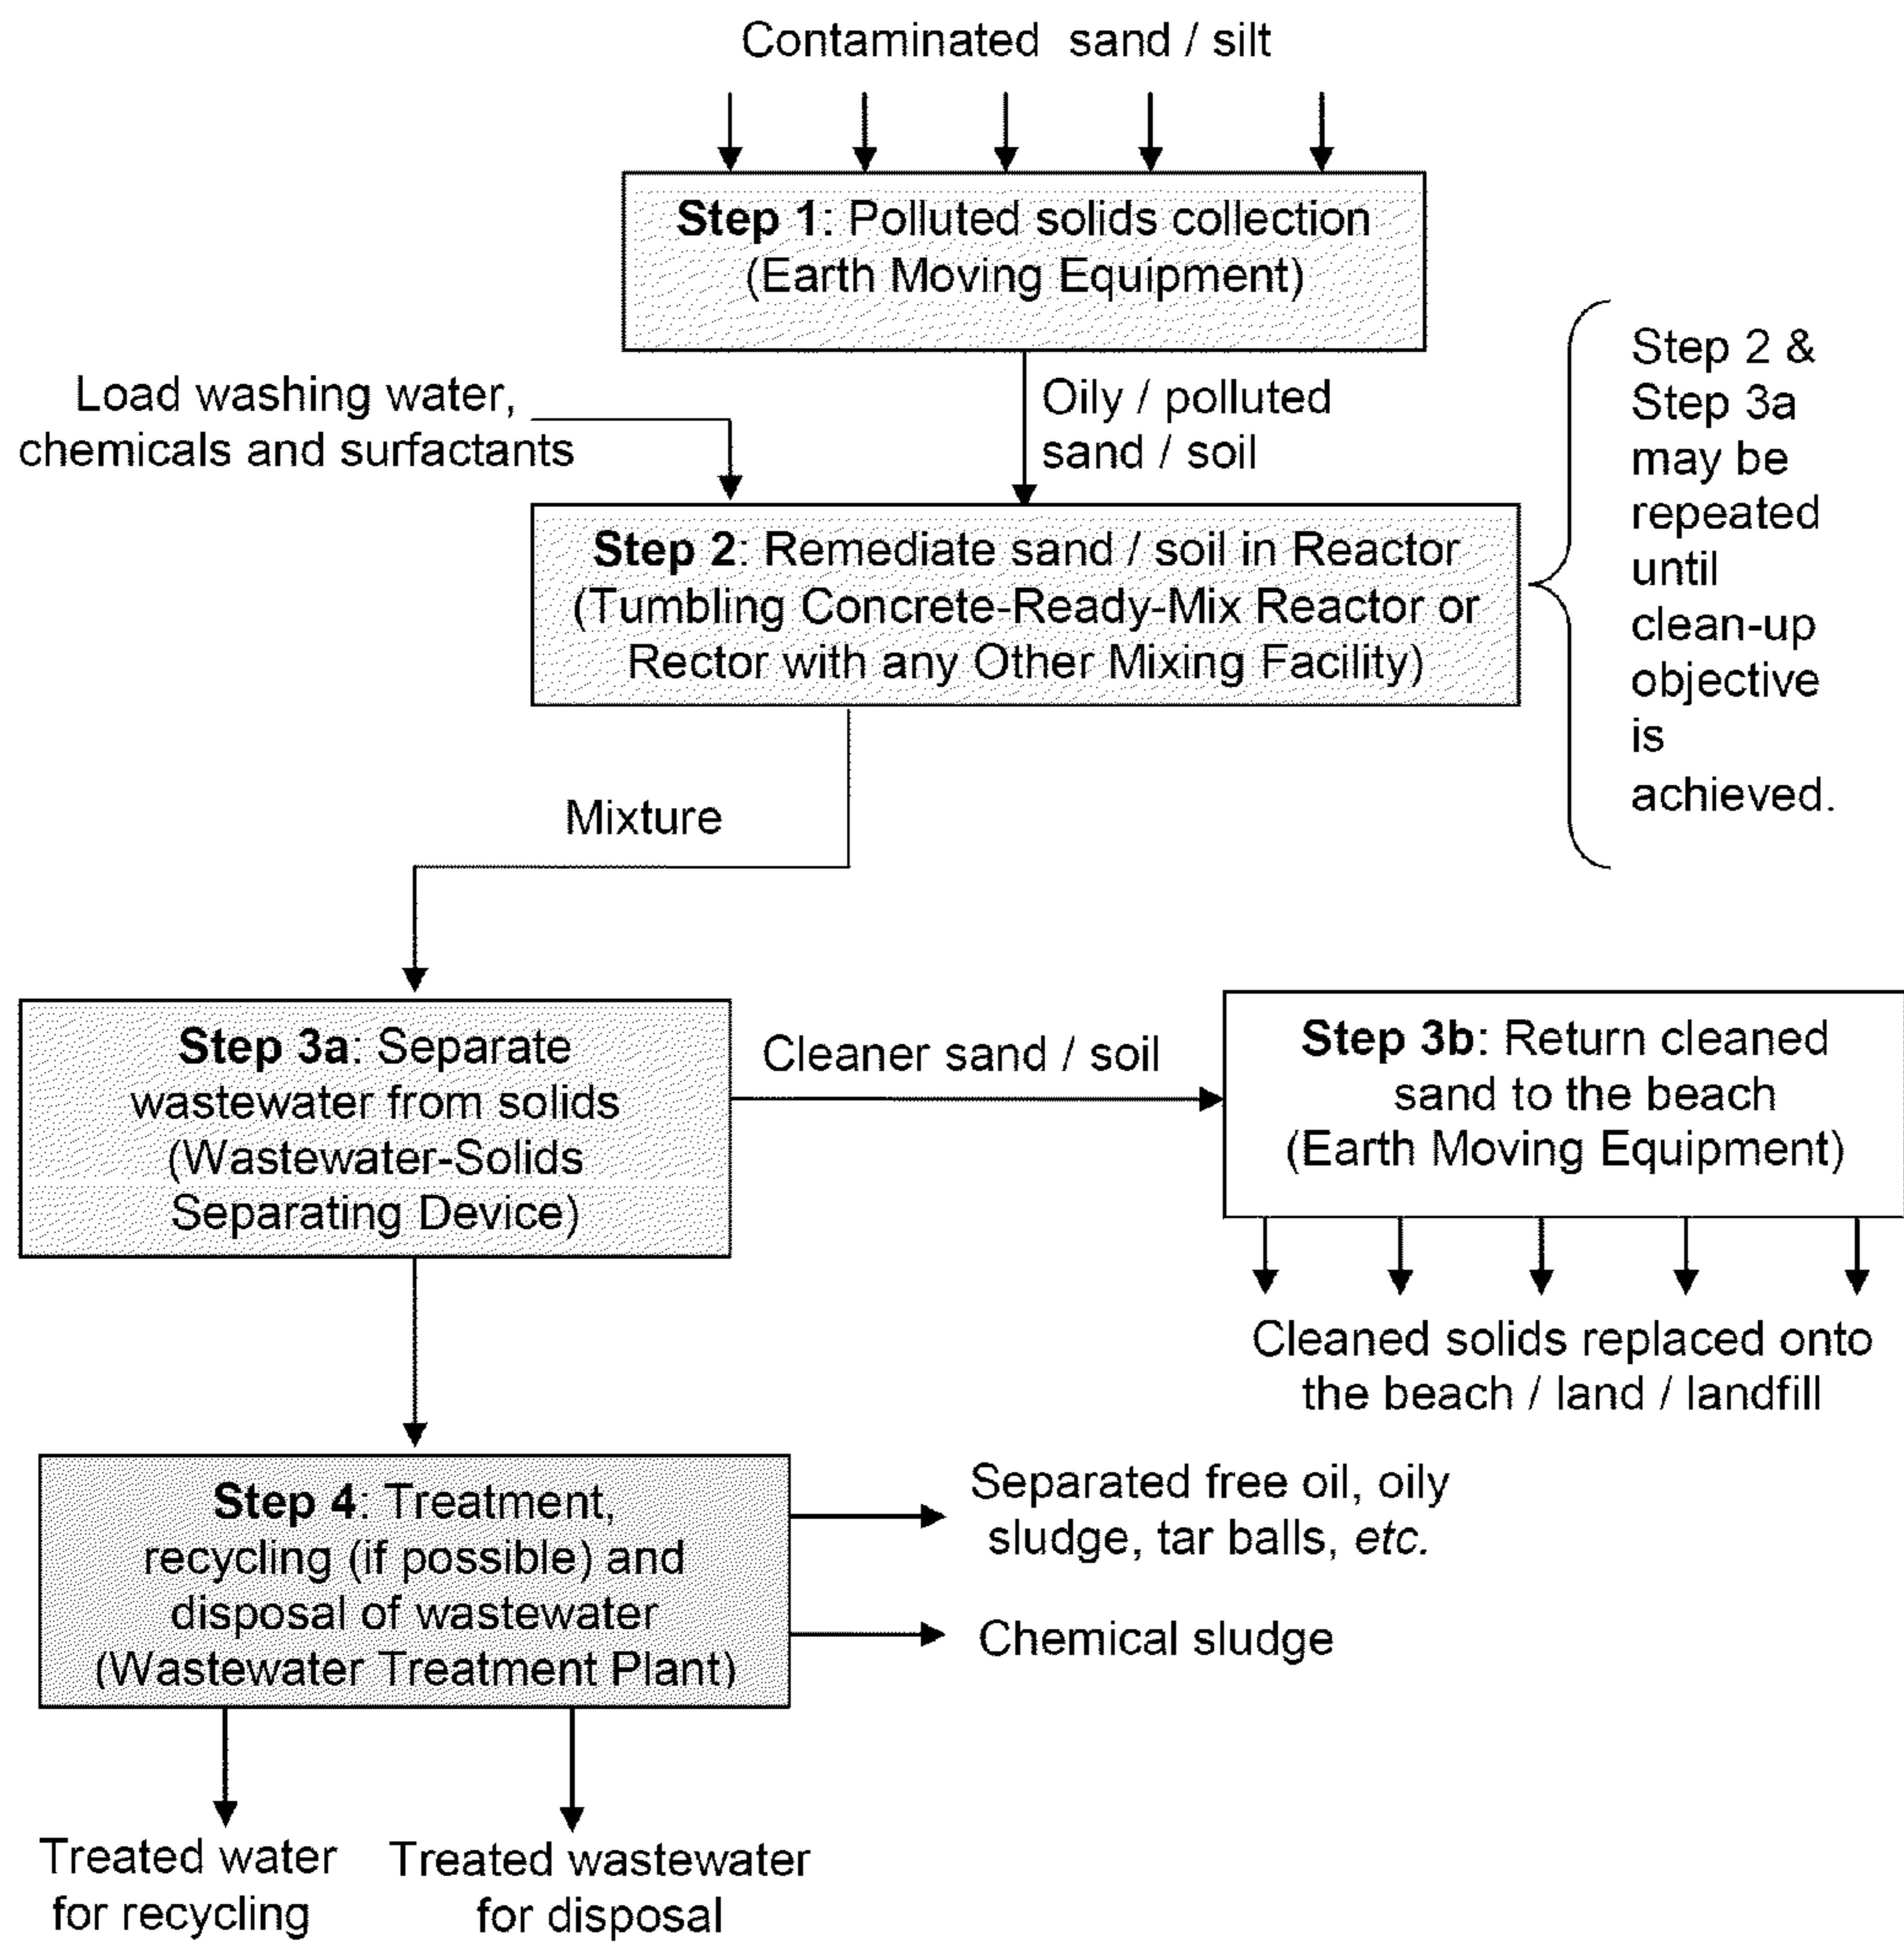 Contaminated sand / silt
Step 1: Polluted solids collection
(Earth Moving Equipment)
Load washing water,
chemicals and surfactants
Oily / polluted
sand / soil
Step 2: Remediate sand / soil in Reactor
(Tumbling Concrete-Ready-Mix Reactor or
Rector with any Other Mixing Facility)
Step 2 &
Step 3a
may be
repeated
until
clean-up
objective
is
achieved.
Mixture
Step 3a: Separate
wastewater from solids
(Wastewater-Solids
Separating Device)
Cleaner sand / soil
Step 3b: Return cleaned
sand to the beach
(Earth Moving Equipment)
Cleaned solids replaced onto
the beach / land / landfill
Step 4: Treatment,
recycling (if possible) and
disposal of wastewater
(Wastewater Treatment Plant)
Separated free oil, oily
sludge, tar balls, etc.
Chemical sludge
Treated water
for recycling
Treated wastewater
for disposal